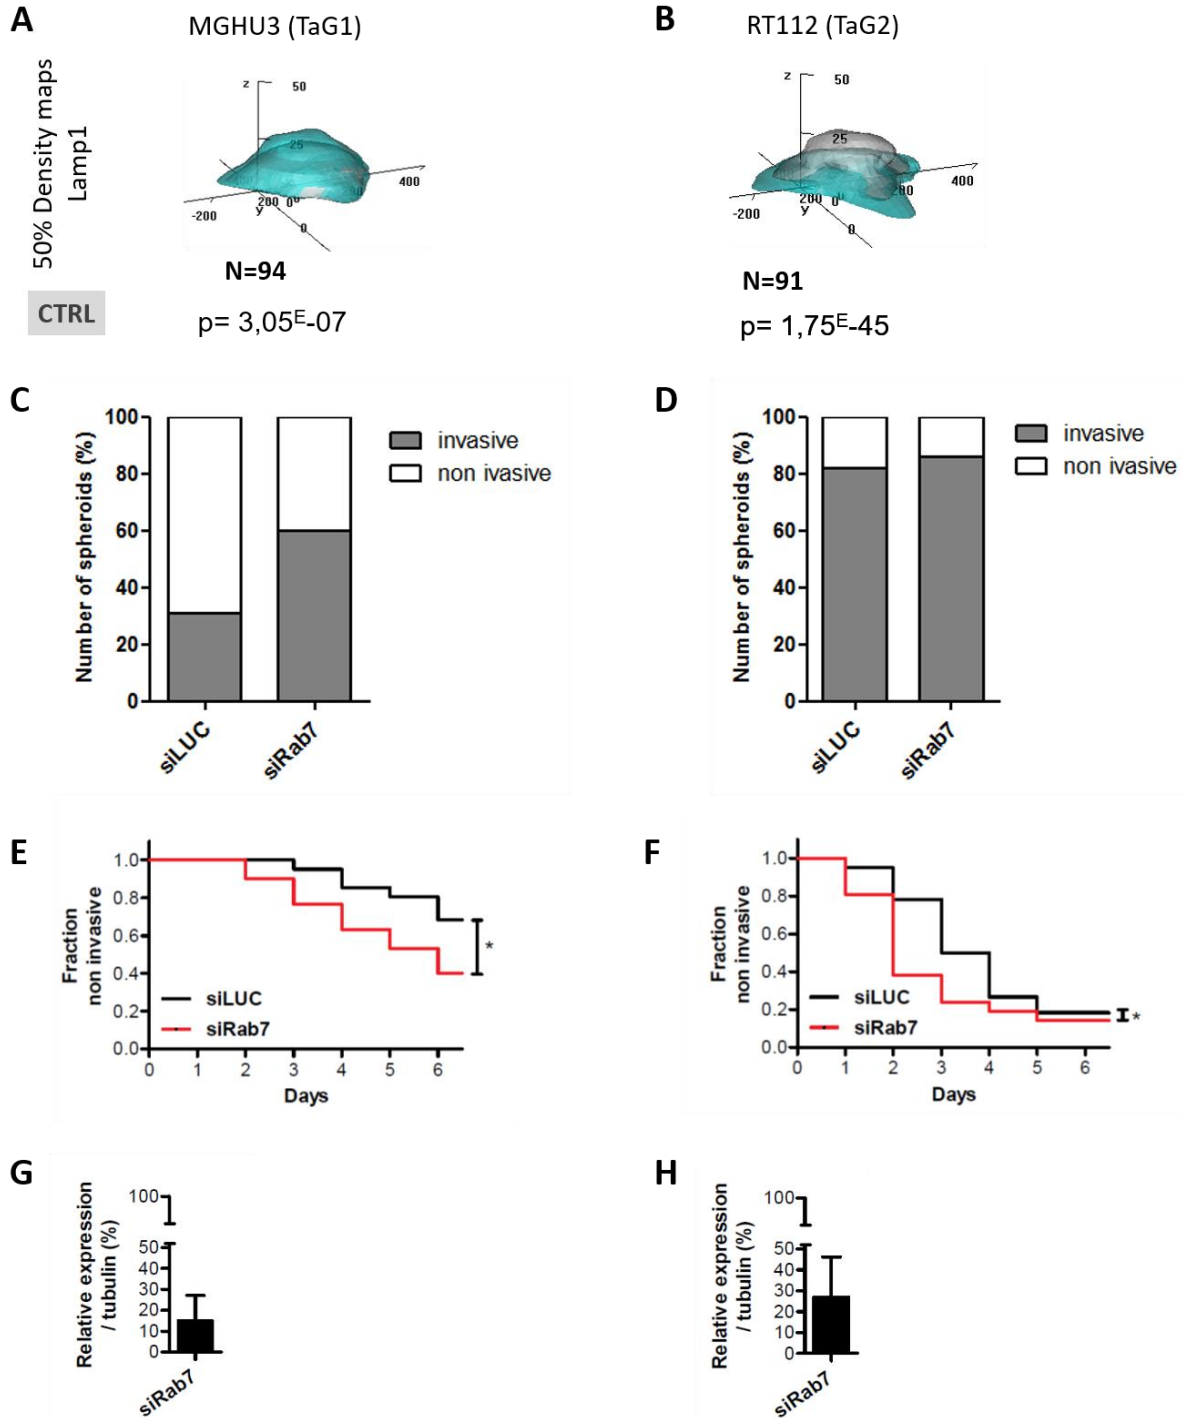 A
MGHU3 (TaG1)
B
RT112 (TaG2)
50% Density maps
Lamp1
z
50
25
400
-200
200
0
y
0
z
50
25
400
-200
200
0
200
y
0
N=94
N=91
CTRL
p= 3,05E-07
p= 1,75E-45
C
Number of spheroids (%)
100
80
60
40
20
0
siLUC
siRab7
invasive
non ivasive
D
Number of spheroids (%)
100
80
60
40
20
0
siLUC
siRab7
invasive
non ivasive
E
Fraction
non invasive
1.0
0.8
0.6
0.4
0.2
0.0
siLUC
siRab7
*
0 1 2 3 4 5 6
Days
F
Fraction
non invasive
1.0
0.8
0.6
0.4
0.2
0.0
siLUC
siRab7
*
0 1 2 3 4 5 6
Days
G
Relative expression
/ tubulin (%)
100
50
40
30
20
10
0
siRab7
H
Relative expression
/ tubulin (%)
100
50
40
30
20
10
0
siRab7